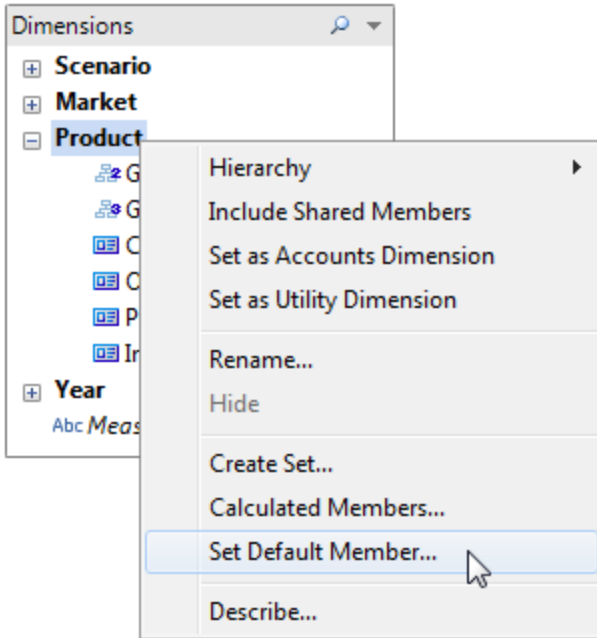 Dimensions
Scenario
Market
Product
Hierarchy
Include Shared Members
Set as Accounts Dimension
Set as Utility Dimension
Rename...
Hide
Year
Abc
Create Set...
Calculated Members...
Set Default Member...
Describe...